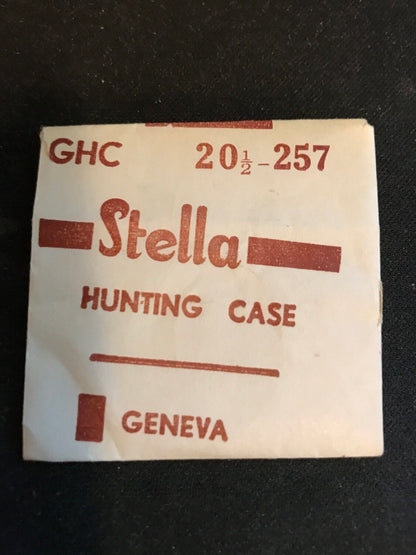 GHC 20½-257
Stella
HUNTING CASE
GENEVA